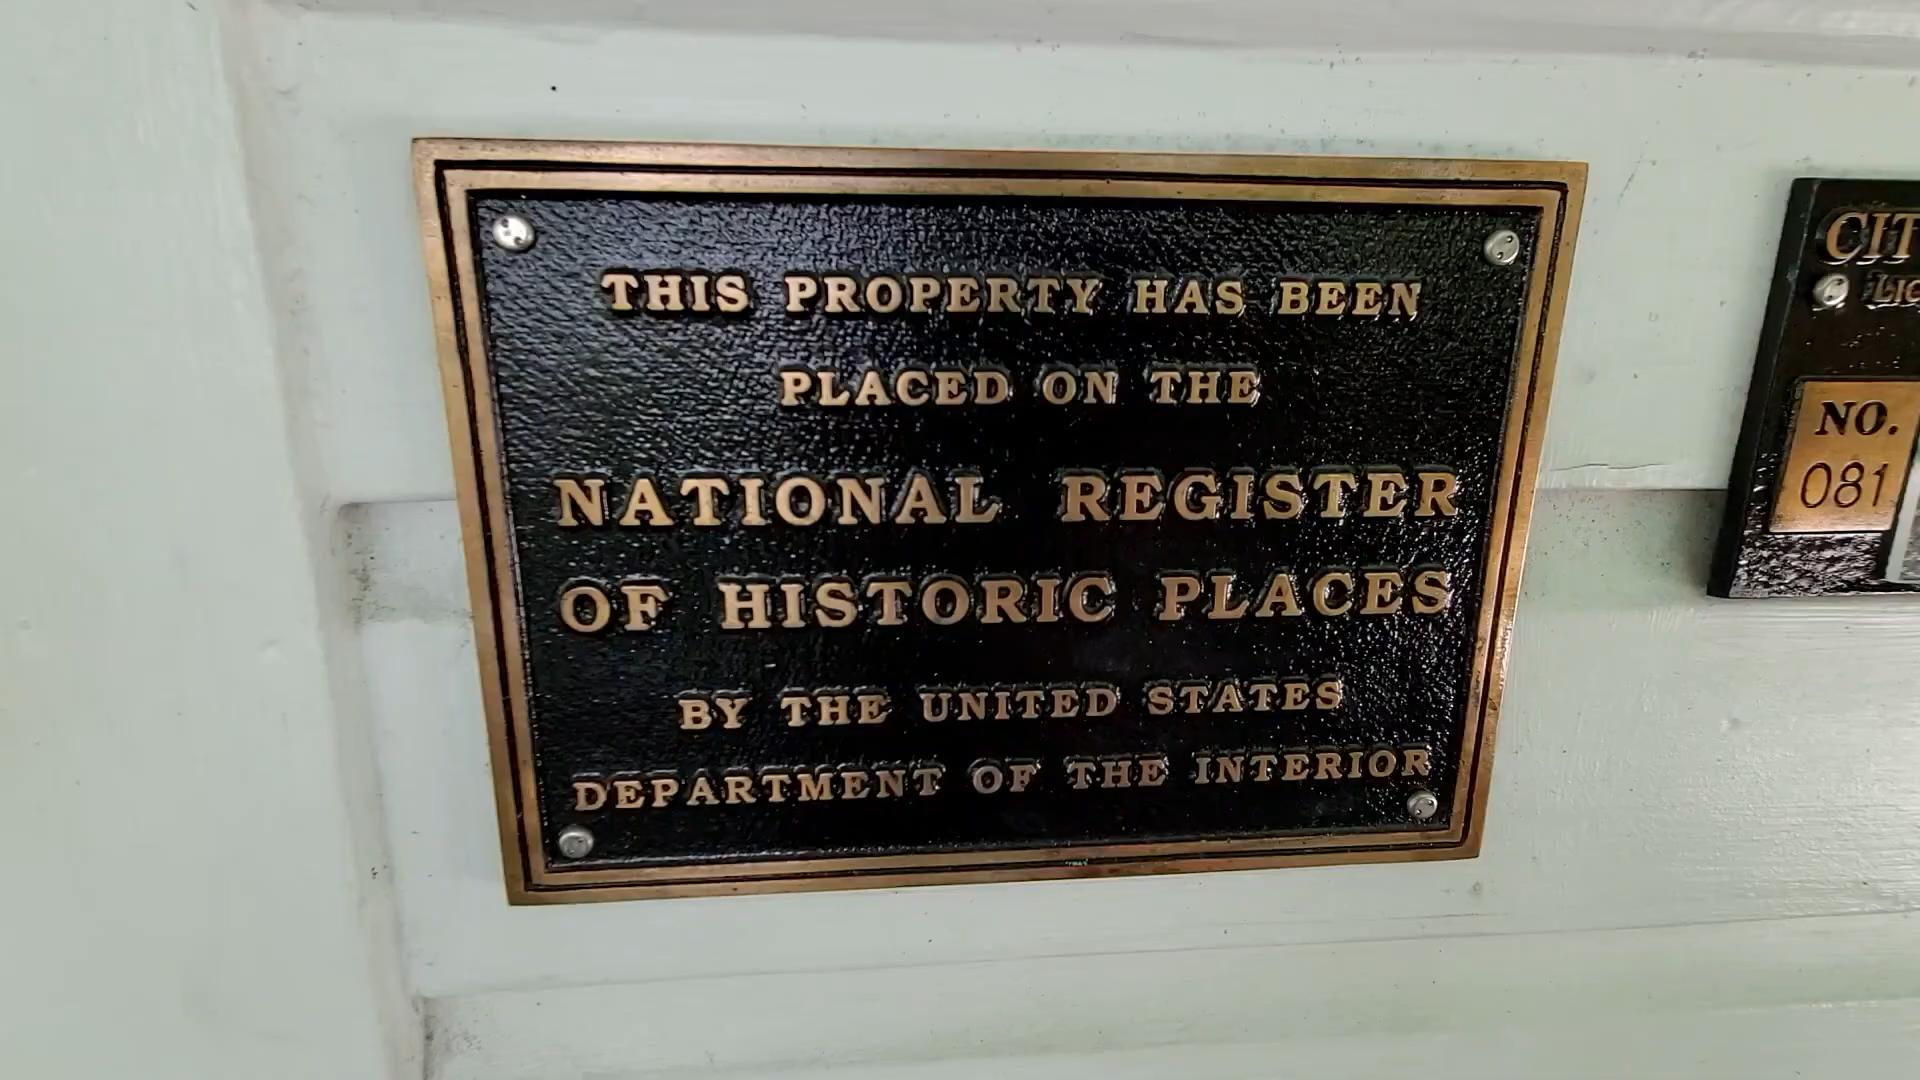 THIS PROPERTY HAS BEEN
PLACED ON THE
NATIONAL REGISTER
OF HISTORIC PLACES
BY THE UNITED STATES
DEPARTMENT OF THE INTERIOR
NO.
081